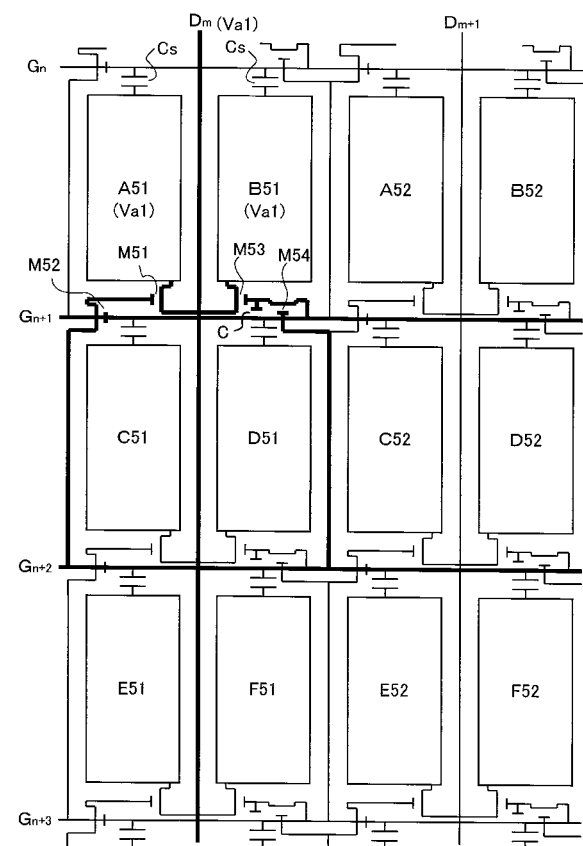 Dm (Va1)
Dm+1
Cs
Cs
Gn
A51
(Va1)
B51
(Va1)
A52
B52
M51
M53
M54
M52
Gn+1
C
C51
D51
C52
D52
Gn+2
E51
F51
E52
F52
Gn+3